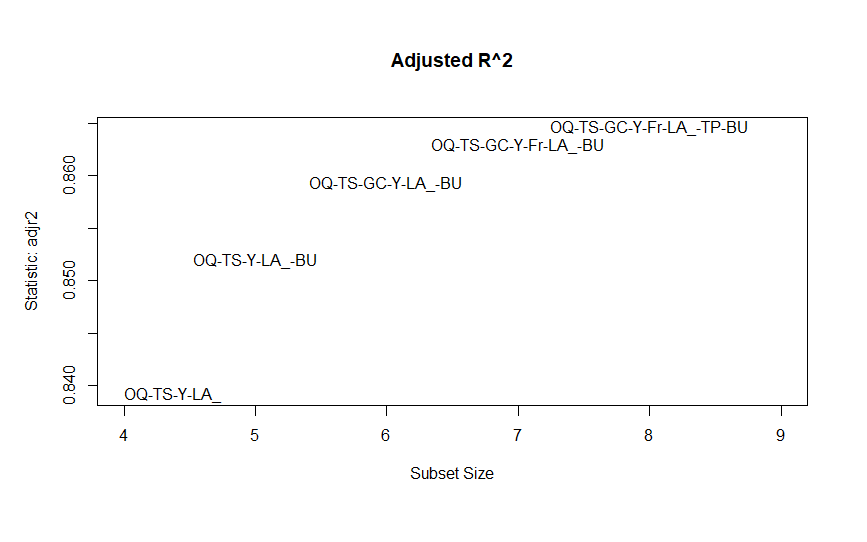 Adjusted R^2
OQ-TS-GC-Y-Fr-LA_-TP-BU
OQ-TS-GC-Y-Fr-LA_-BU
0.860
OQ-TS-GC-Y-LA_-BU
Statistic: adjr2
OQ-TS-Y-LA_-BU
0.850
0.840
OQ-TS-Y-LA_
4 5 6 7 8 9
Subset Size